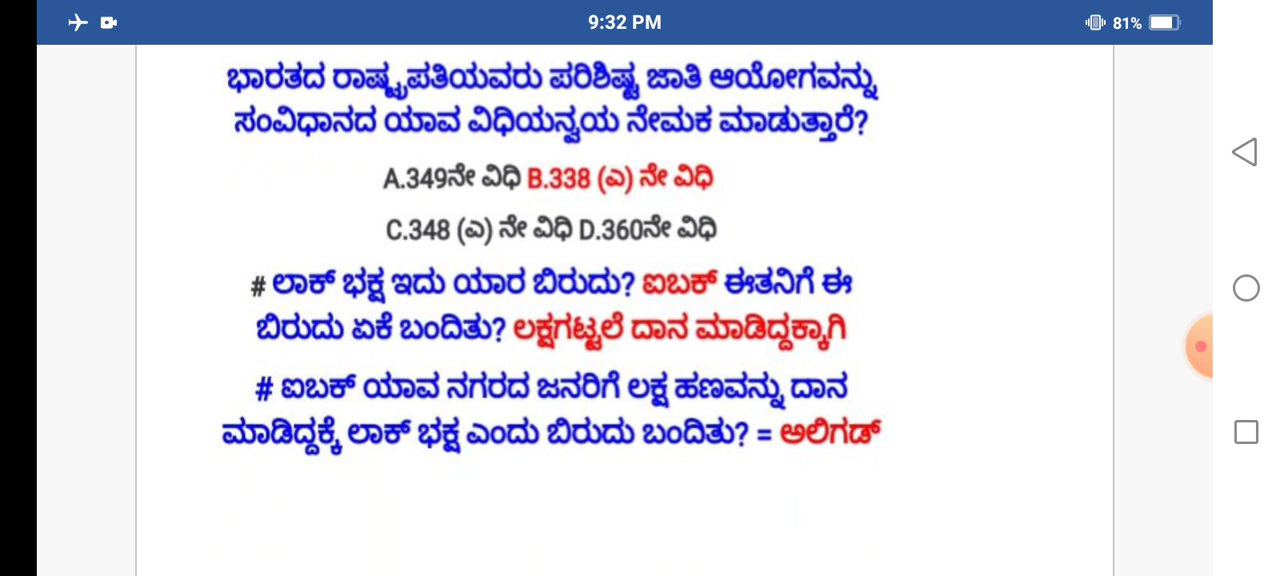 9:32 PM
81%
ಭಾರತದ ರಾಷ್ಟ್ರಪತಿಯವರು ಪರಿಶಿಷ್ಟ ಜಾತಿ ಆಯೋಗವನ್ನು
ಸಂವಿಧಾನದ ಯಾವ ವಿಧಿಯನ್ವಯ ನೇಮಕ ಮಾಡುತ್ತಾರೆ?
A.349ನೇ ವಿಧಿ B.338 (ಎ) ನೇ ವಿಧಿ
C.348 (ಎ) ನೇ ವಿಧಿ D.360ನೇ ವಿಧಿ
# ಲಾಕ್ ಭಕ್ಷ ಇದು ಯಾರ ಬಿರುದು? ಐಬಕ್ ಈತನಿಗೆ ಈ
ಬಿರುದು ಏಕೆ ಬಂದಿತು? ಲಕ್ಷಗಟ್ಟಲೆ ದಾನ ಮಾಡಿದ್ದಕ್ಕಾಗಿ
# ಐಬಕ್ ಯಾವ ನಗರದ ಜನರಿಗೆ ಲಕ್ಷ ಹಣವನ್ನು ದಾನ
ಮಾಡಿದ್ದಕ್ಕೆ ಲಾಕ್ ಭಕ್ಷ ಎಂದು ಬಿರುದು ಬಂದಿತು? = ಅಲಿಗಡ್